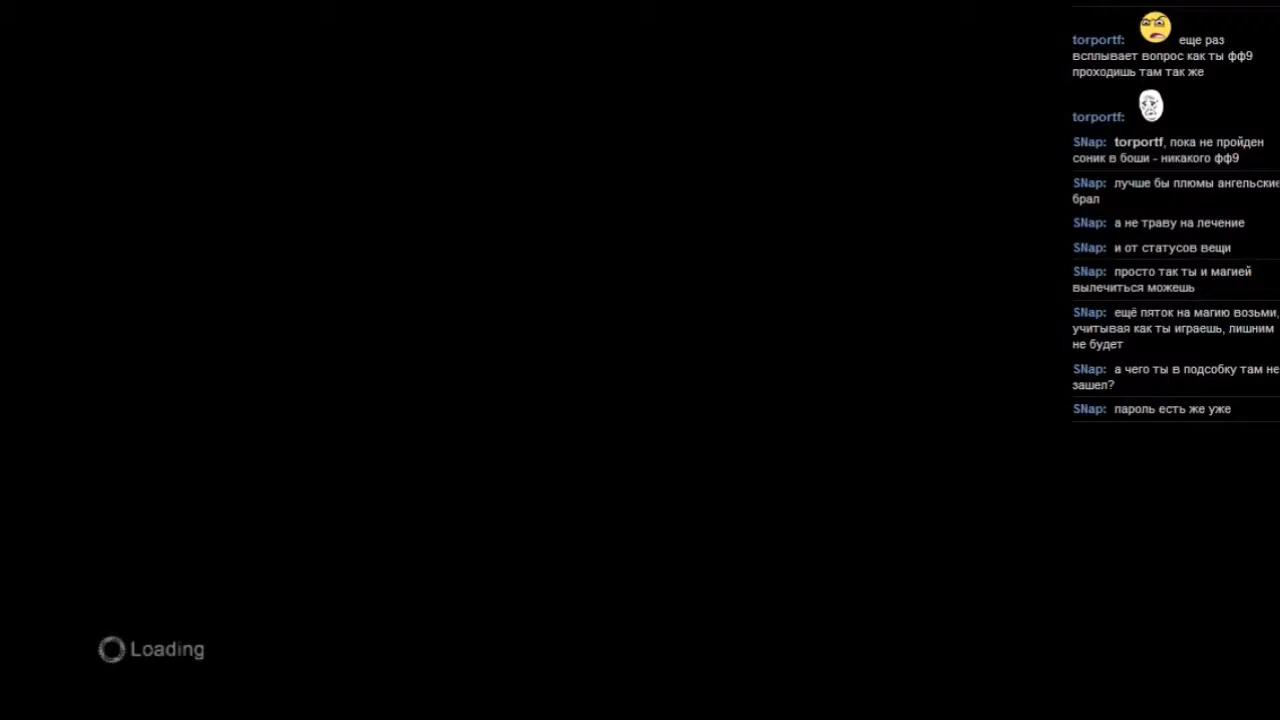 torportf: еще раз
всплывает вопрос как ты фф9
проходишь там так же
torportf:
SNap: torportf, пока не пройден
соник в боши - никакого фф9
SNap: лучше бы плюмы ангельские
брал
SNap: а не траву на лечение
SNap: и от статусов вещи
SNap: просто так ты и магией
вылечиться можешь
SNap: ещё пяток на магию возьми,
учитывая как ты играешь, лишним
не будет
SNap: а чего ты в подсобку там не
зашел?
SNap: пароль есть же уже
Loading